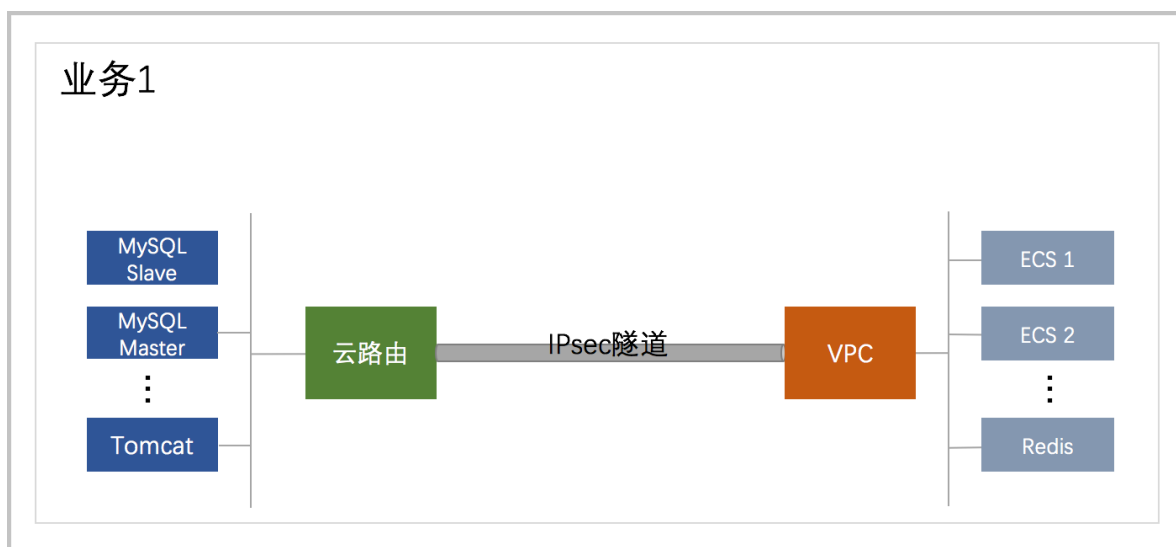 业务1
MySQL
Slave
MySQL
Master
⋮
Tomcat
云路由
IPsec隧道
VPC
ECS 1
ECS 2
⋮
Redis